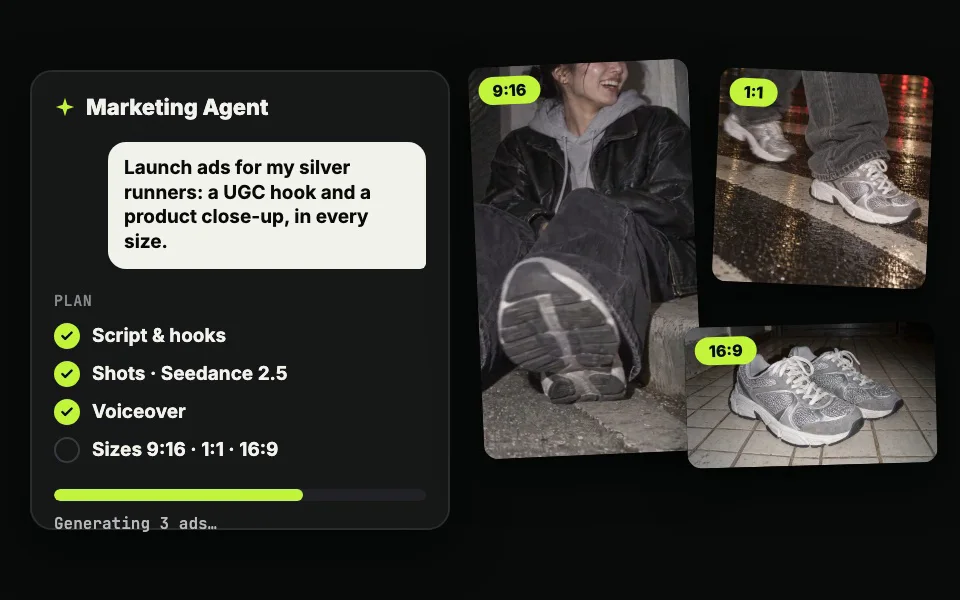 Marketing Agent
Launch ads for my silver
runners: a UGC hook and a
product close-up, in every
size.
PLAN
Script & hooks
Shots · Seedance 2.5
Voiceover
Sizes 9:16 · 1:1 · 16:9
Generating 3 ads…
9:16
1:1
16:9